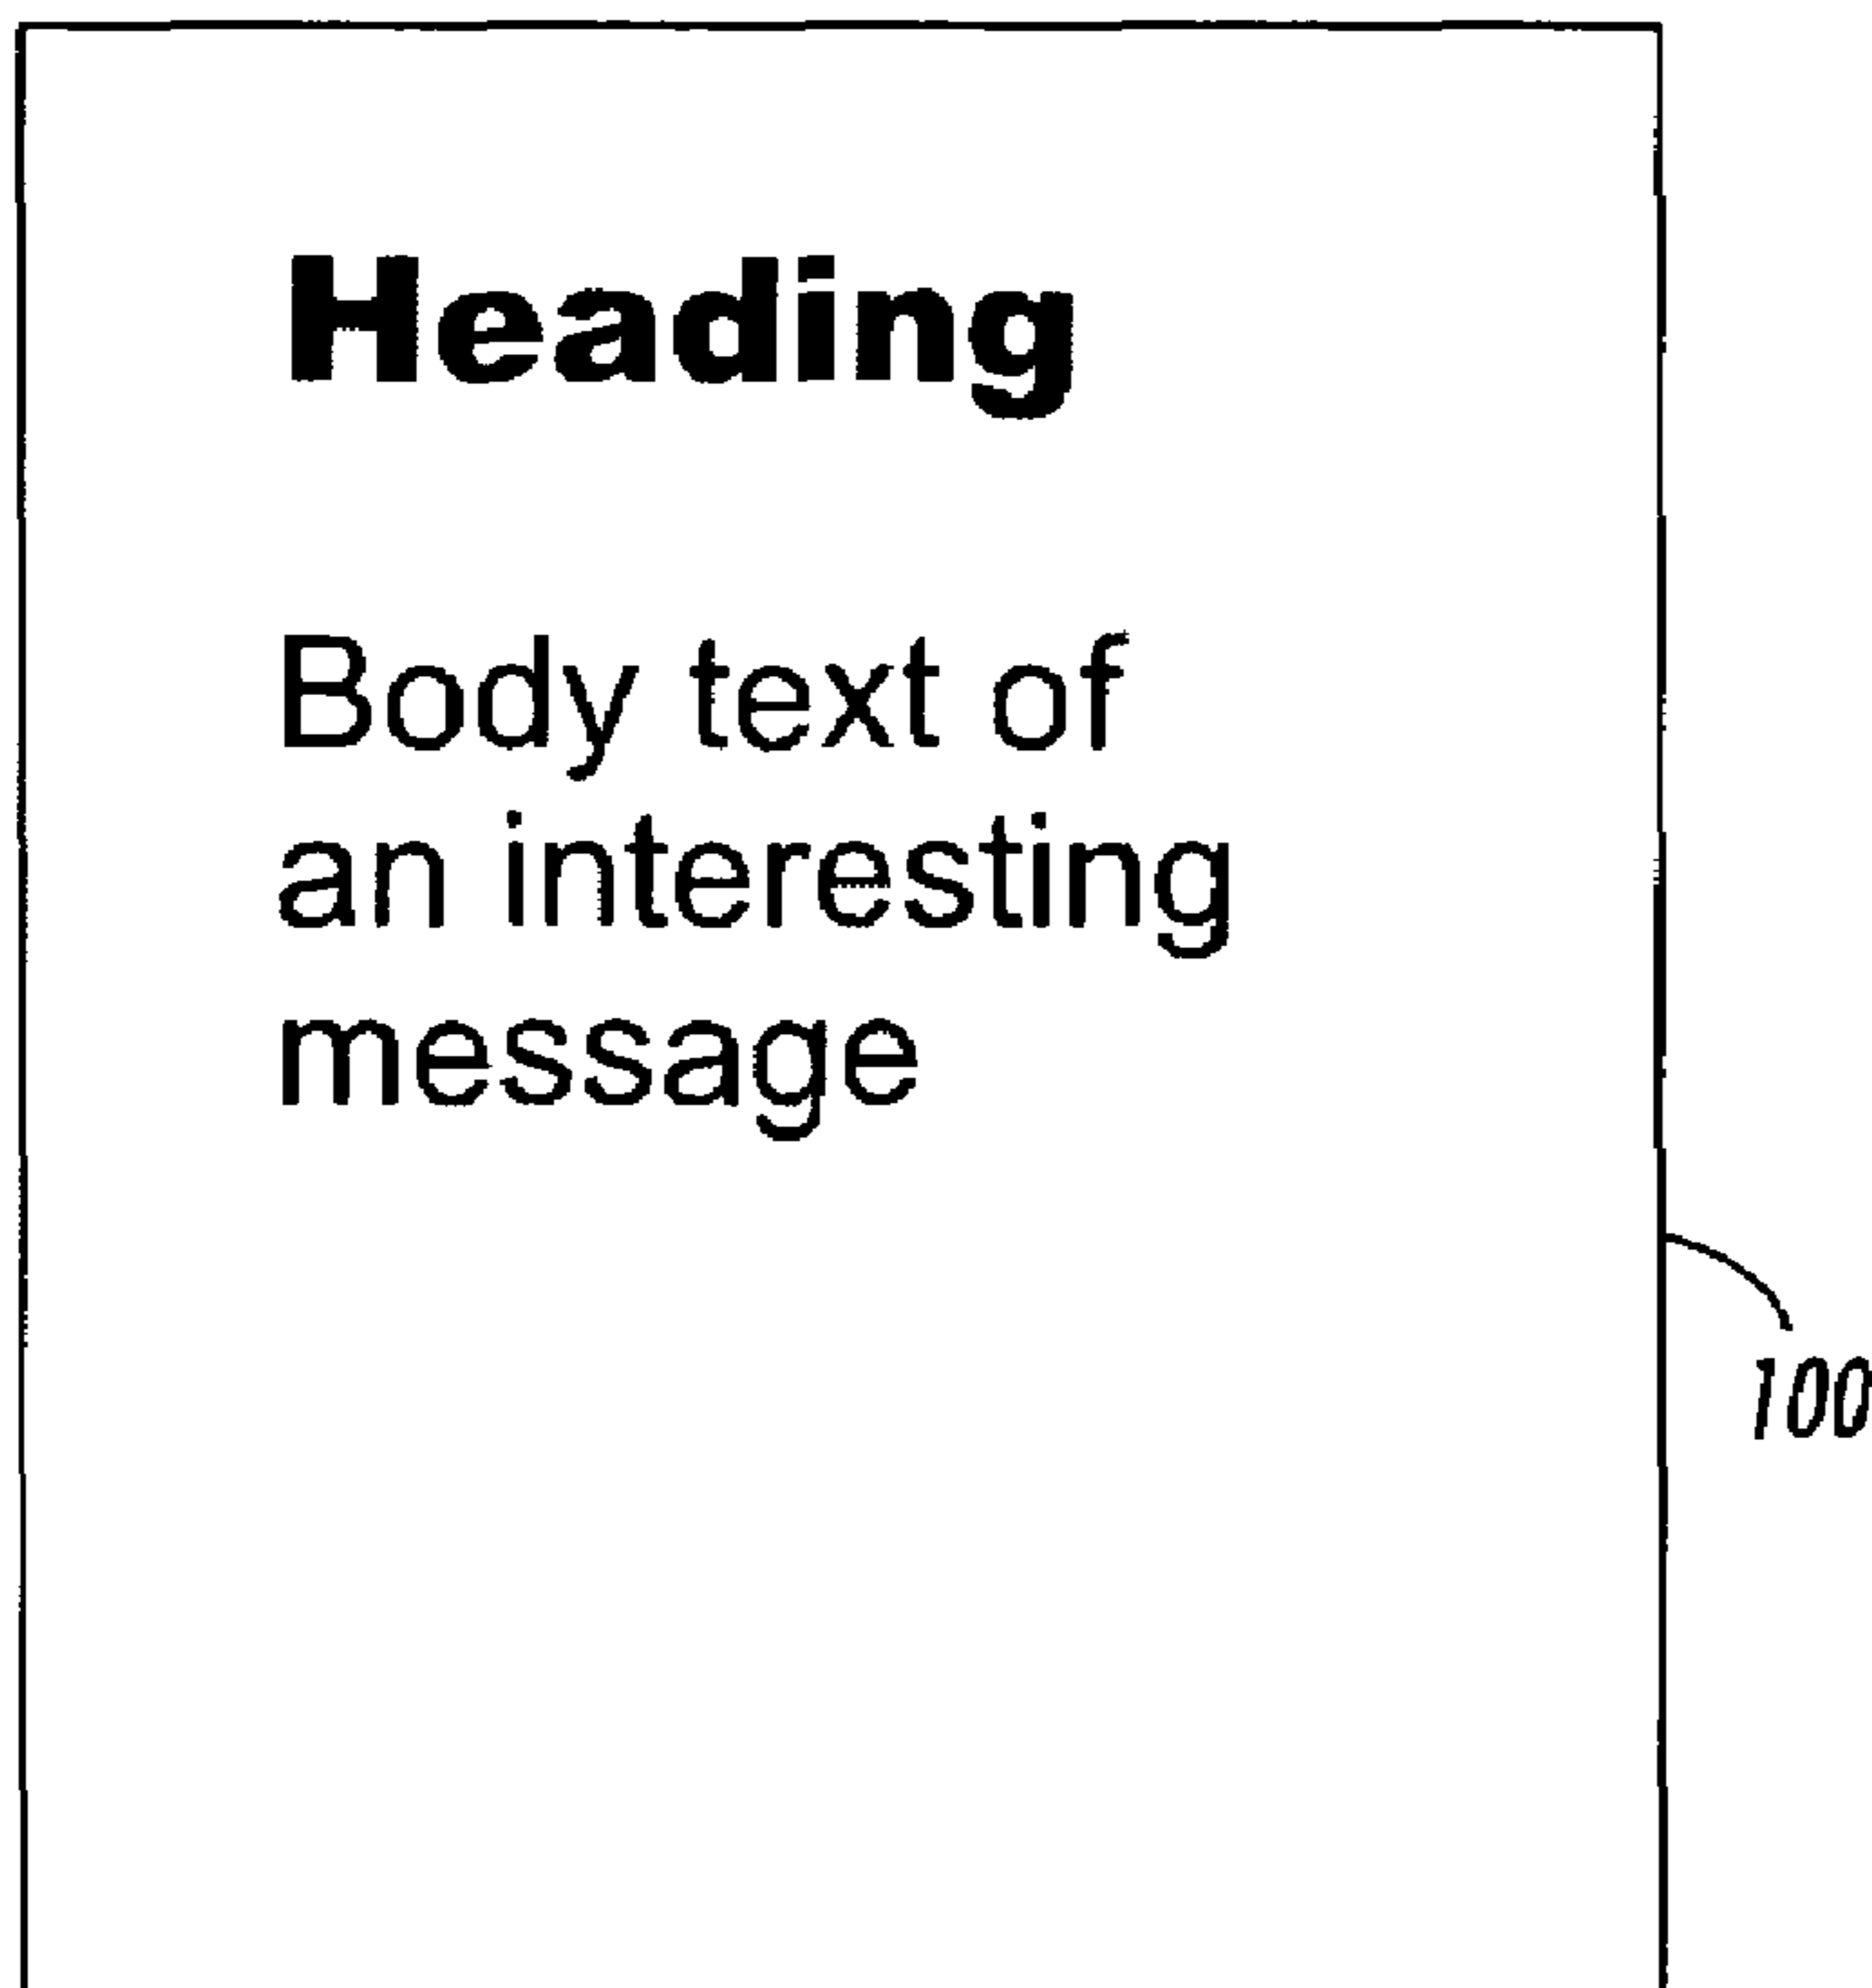 Heading
Body text of
an interesting
message
100